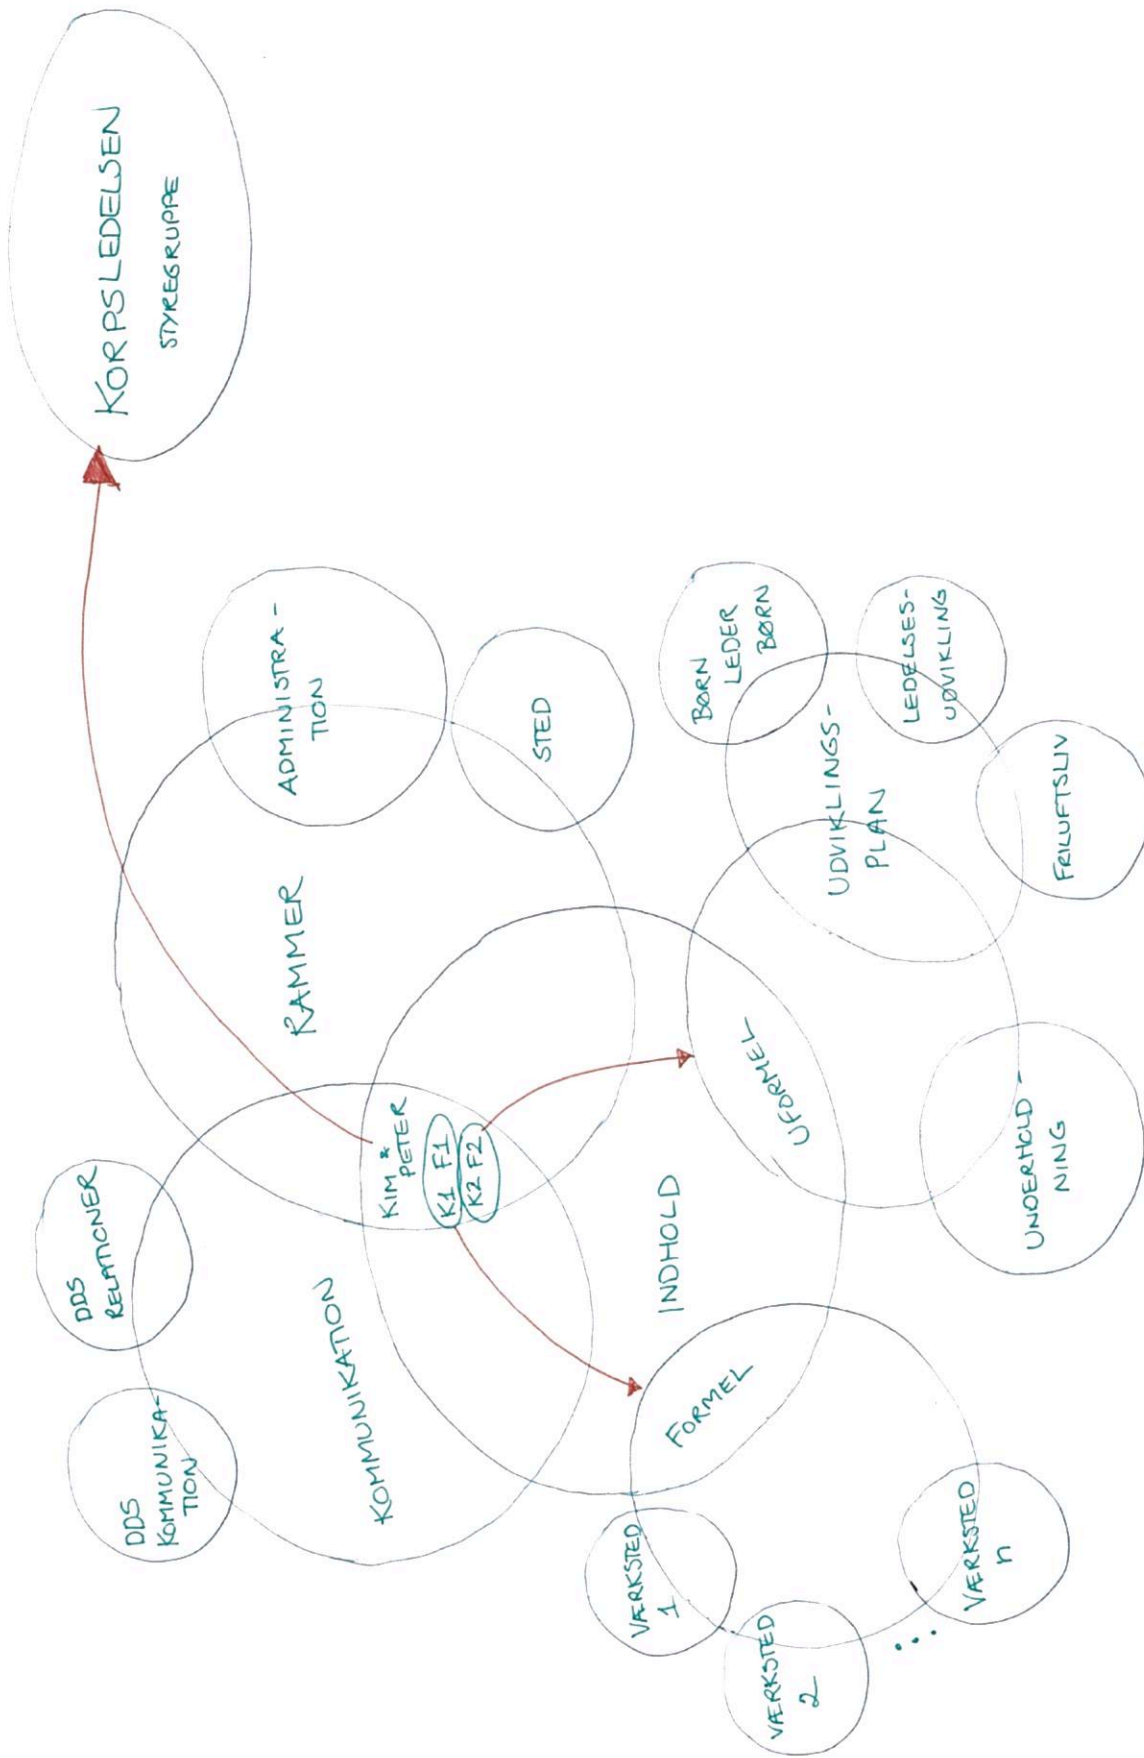 KORPSLEDELSEN
STYREGRUPPE
DDS
RELATIONER
DDS
KOMMUNIKA-
TION
KOMMUNIKATION
RAMMER
ADMINISTRA-
TION
STED
KIM &
PETER
K1 F1
K2 F2
INDHOLD
FORMEL
UFORMEL
VÆRKSTED
1
VÆRKSTED
2
...
VÆRKSTED
n
UNDERHOLD-
NING
UDVIKLINGS-
PLAN
BØRN
LEDER
BØRN
LEDELSES-
UDVIKLING
FRILUFTSLIV